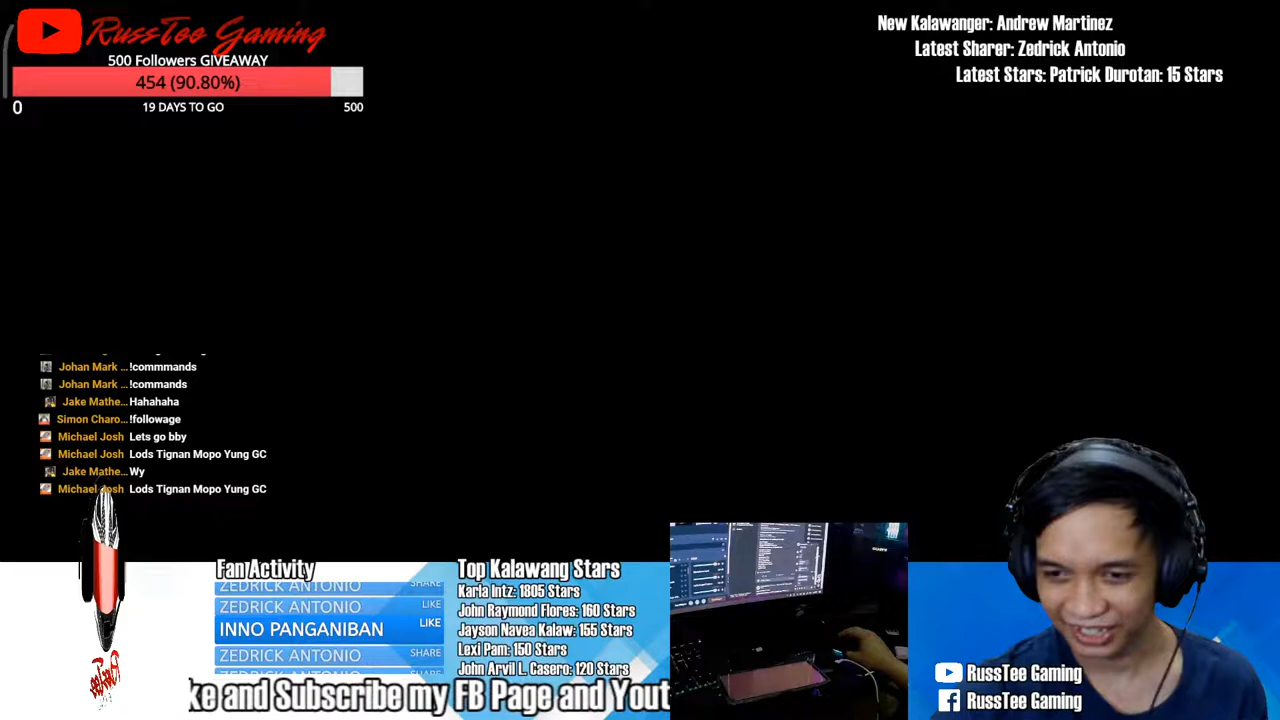 RussTee Gaming
500 Followers GIVEAWAY
454 (90.80%)
0
19 DAYS TO GO
500
New Kalawanger: Andrew Martinez
Latest Sharer: Zedrick Antonio
Latest Stars: Patrick Durotan: 15 Stars
Johan Mark ... !commmands
Johan Mark ... !commands
Jake Mathe... Hahahaha
Simon Charo... !followage
Michael Josh Lets go bby
Michael Josh Lods Tignan Mopo Yung GC
Jake Mathe... Wy
Michael Josh Lods Tignan Mopo Yung GC
RussTee
Fan Activity
ZEDRICK ANTONIO SHARE
ZEDRICK ANTONIO LIKE
INNO PANGANIBAN LIKE
ZEDRICK ANTONIO SHARE
Top Kalawang Stars
Karla Intz: 1805 Stars
John Raymond Flores: 160 Stars
Jayson Navea Kalaw: 155 Stars
Lexi Pam: 150 Stars
John Arvil L. Casero: 120 Stars
ke and Subscribe my FB Page and Yout
RussTee Gaming
RussTee Gaming